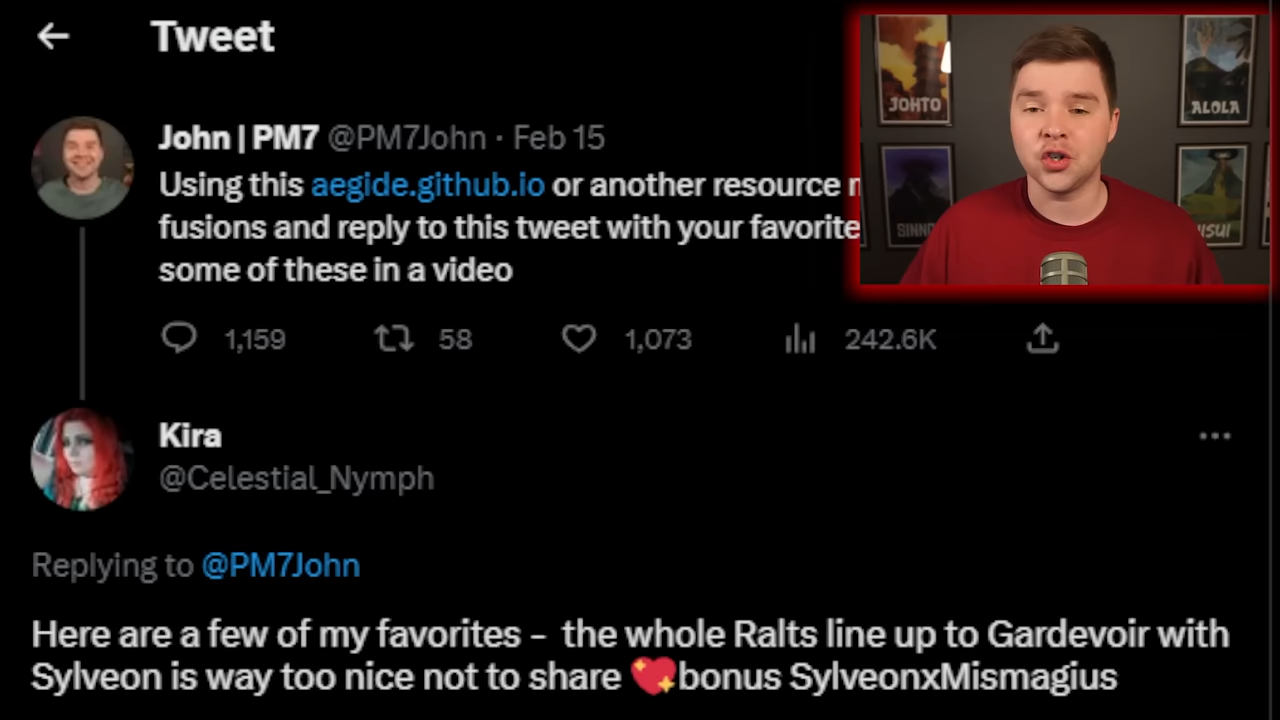 Tweet
John | PM7 @PM7John · Feb 15
Using this aegide.github.io or another resource
fusions and reply to this tweet with your favorite
some of these in a video
1,159 58 1,073 242.6K
Kira
@Celestial_Nymph
Replying to @PM7John
Here are a few of my favorites - the whole Ralts line up to Gardevoir with
Sylveon is way too nice not to share 💖bonus SylveonxMismagius
JOHTO
ALOLA